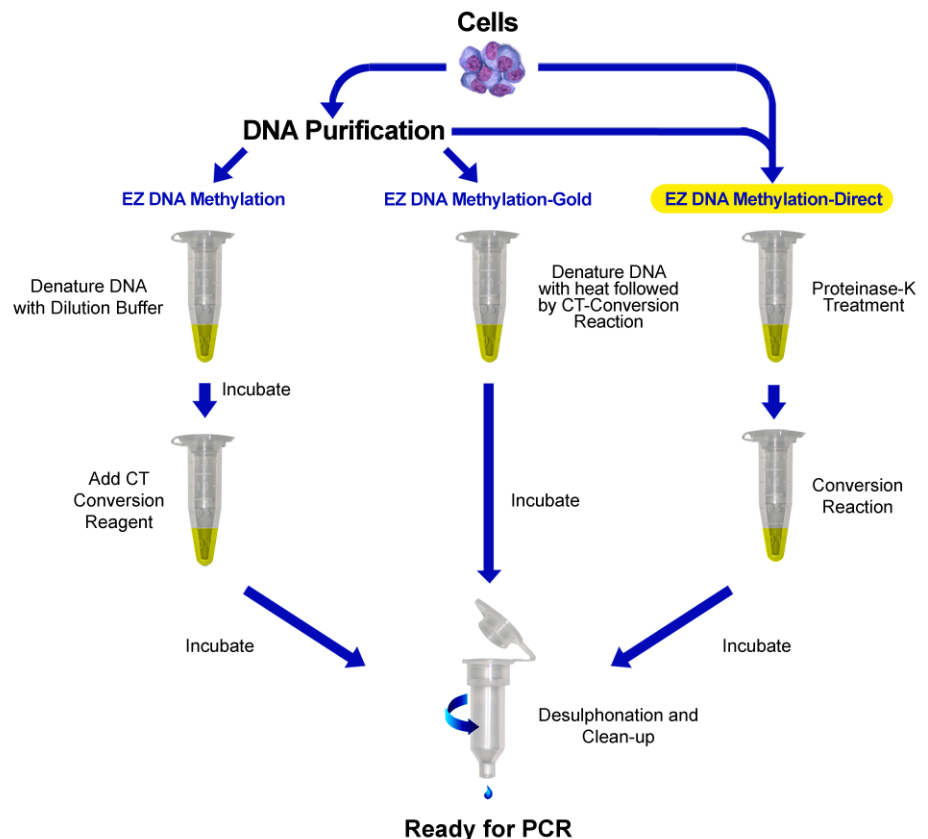 Cells
DNA Purification
EZ DNA Methylation
EZ DNA Methylation-Gold
EZ DNA Methylation-Direct
Denature DNA
with Dilution Buffer
Denature DNA
with heat followed
by CT-Conversion
Reaction
Proteinase-K
Treatment
Incubate
Add CT
Conversion
Reagent
Incubate
Conversion
Reaction
Incubate
Incubate
Desulphonation and
Clean-up
Ready for PCR